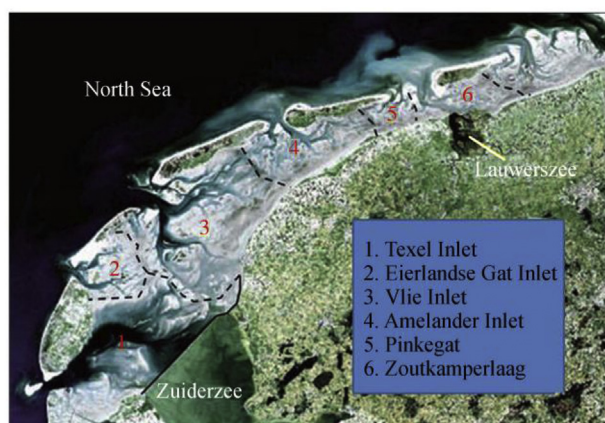 North Sea
6
5
4
Lauwerszee
3
2
1
Zuiderzee
1. Texel Inlet
2. Eierlandse Gat Inlet
3. Vlie Inlet
4. Amelander Inlet
5. Pinkegat
6. Zoutkamperlaag